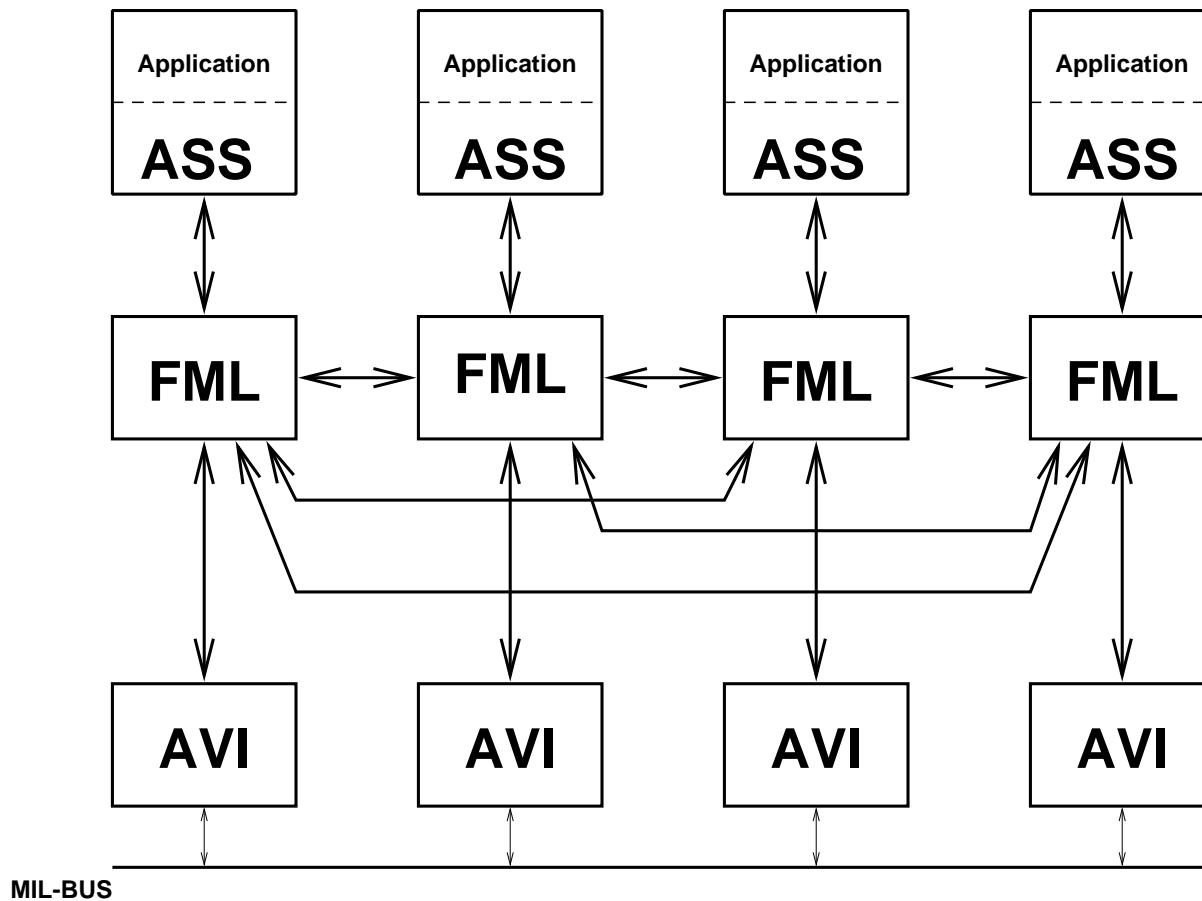 Application Application Application Application
ASS ASS ASS ASS
FML FML FML FML
AVI AVI AVI AVI
MIL-BUS